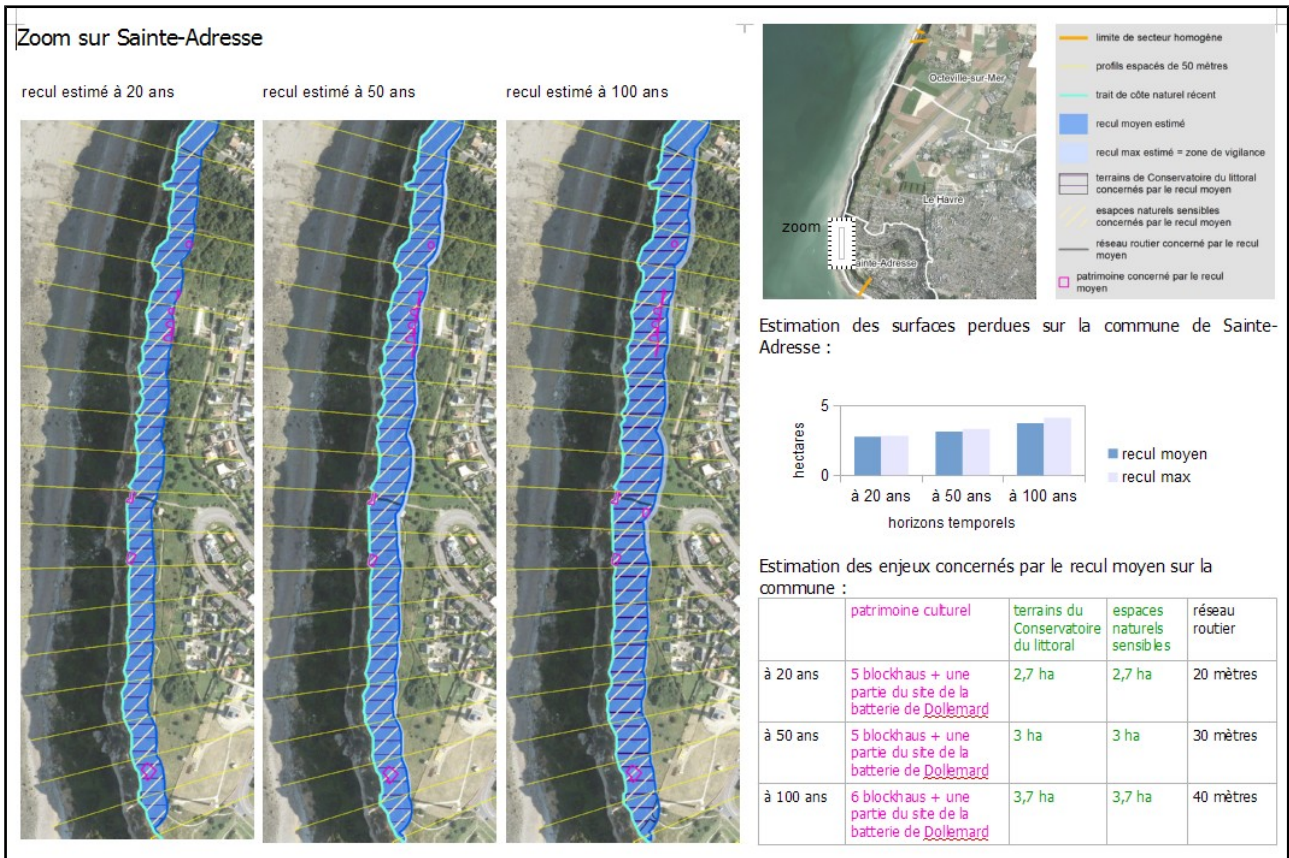 Zoom sur Sainte-Adresse
recul estimé à 20 ans
recul estimé à 50 ans
recul estimé à 100 ans
Octeville-sur-Mer
Le Havre
zoom
ainte-Adresse
limite de secteur homogène
profils espacés de 50 mètres
trait de côte naturel récent
recul moyen estimé
recul max estimé = zone de vigilance
terrains de Conservatoire du littoral
concernés par le recul moyen
esapces naturels sensibles
concernés par le recul moyen
réseau routier concerné par le recul
moyen
patrimoine concerné par le recul
moyen
Estimation des surfaces perdues sur la commune de Sainte-
Adresse :
hectares
5
0
à 20 ans
à 50 ans
à 100 ans
horizons temporels
recul moyen
recul max
Estimation des enjeux concernés par le recul moyen sur la
commune :
patrimoine culturel
terrains du
Conservatoire
du littoral
espaces
naturels
sensibles
réseau
routier
à 20 ans
5 blockhaus + une
partie du site de la
batterie de Dollemard
2,7 ha
2,7 ha
20 mètres
à 50 ans
5 blockhaus + une
partie du site de la
batterie de Dollemard
3 ha
3 ha
30 mètres
à 100 ans
6 blockhaus + une
partie du site de la
batterie de Dollemard
3,7 ha
3,7 ha
40 mètres